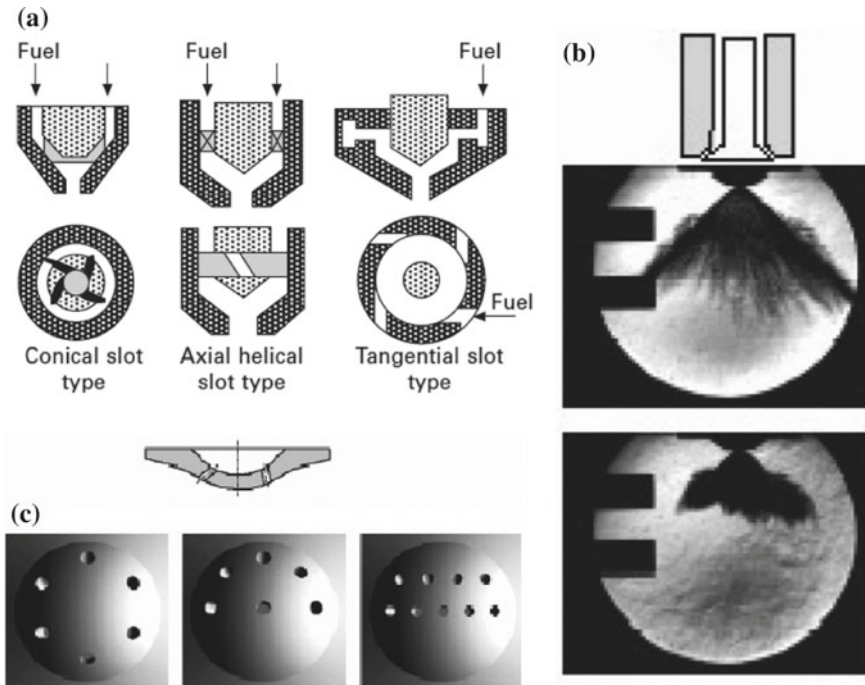 (a)
Fuel
Fuel
Fuel
(b)
Fuel
Conical slot
type
Axial helical
slot type
Tangential slot
type
(c)